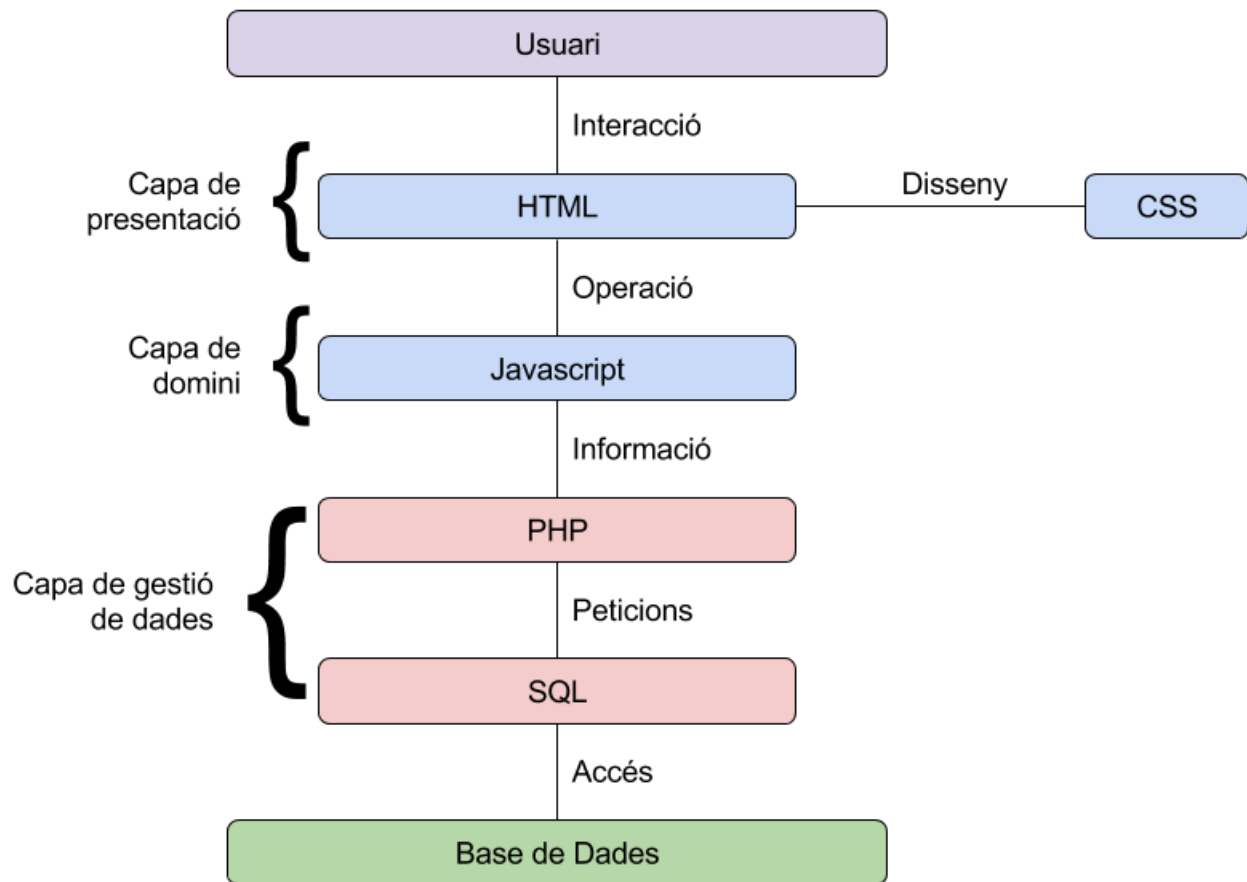 Usuari
Interacció
Capa de
presentació
HTML
Disseny
CSS
Operació
Capa de
domini
Javascript
Informació
PHP
Capa de gestió
de dades
Peticions
SQL
Accés
Base de Dades